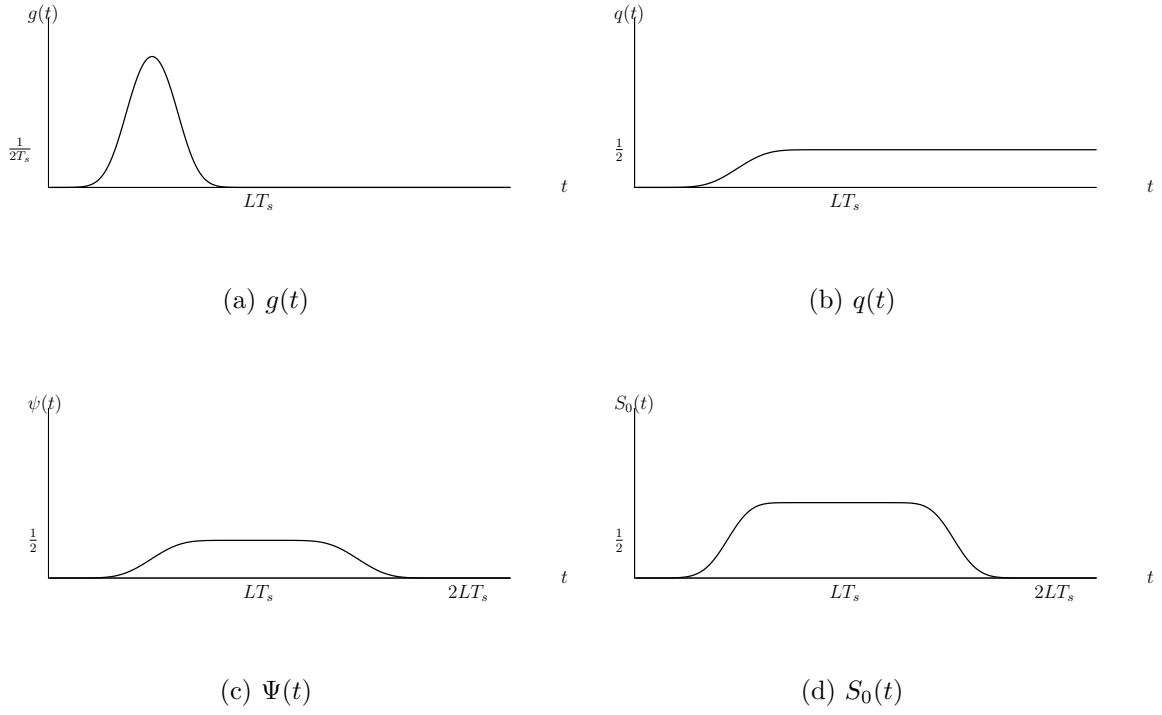 g(t) q(t)
1/2T_s 1/2
t t
LT_s LT_s
(a) g(t) (b) q(t)
ψ(t) S_0(t)
1/2 1/2
t t
LT_s 2LT_s LT_s 2LT_s
(c) Ψ(t) (d) S_0(t)